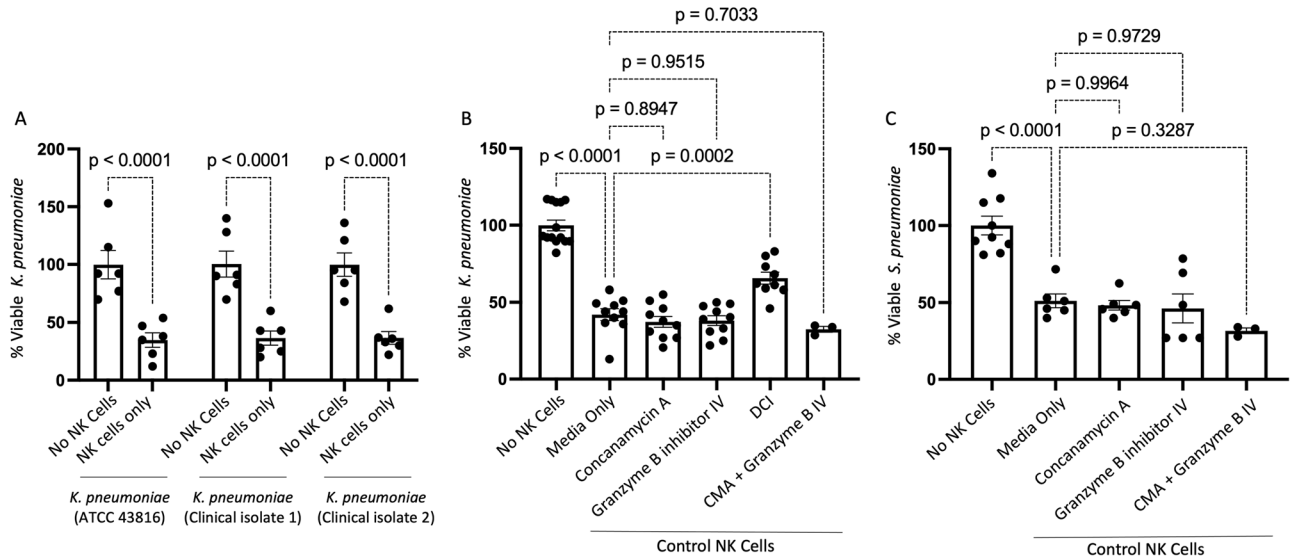 A
% Viable K. pneumoniae
200
150
100
50
0
p < 0.0001
p < 0.0001
p < 0.0001
No NK Cells
NK cells only
No NK Cells
NK cells only
No NK Cells
NK cells only
K. pneumoniae
(ATCC 43816)
K. pneumoniae
(Clinical isolate 1)
K. pneumoniae
(Clinical isolate 2)
B
% Viable K. pneumoniae
150
100
50
0
p = 0.7033
p = 0.9515
p = 0.8947
p < 0.0001
p = 0.0002
No NK Cells
Media Only
Concanamycin A
Granzyme B inhibitor IV
DCI
CMA + Granzyme B IV
Control NK Cells
C
% Viable S. pneumoniae
150
100
50
0
p = 0.9729
p = 0.9964
p < 0.0001
p = 0.3287
No NK Cells
Media Only
Concanamycin A
Granzyme B inhibitor IV
CMA + Granzyme B IV
Control NK Cells